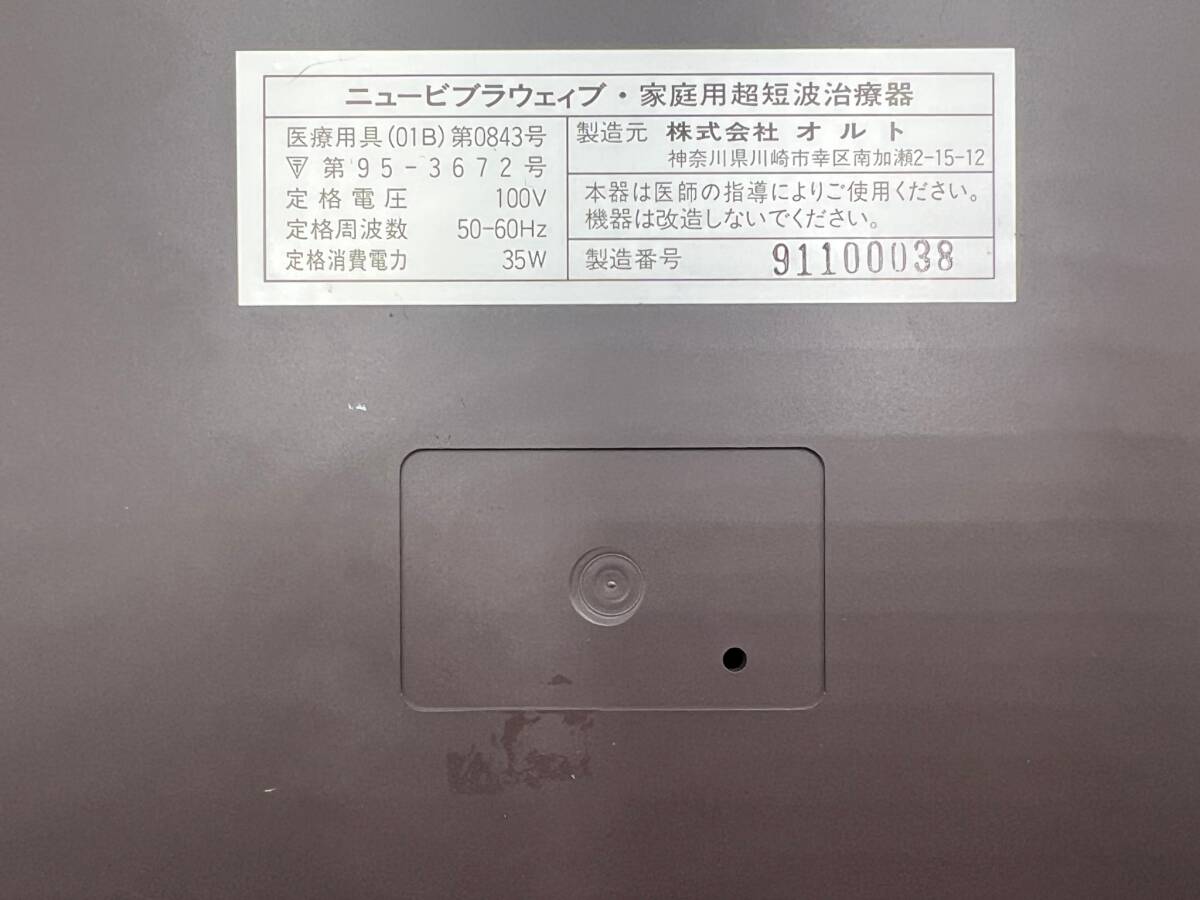 ニュービブラウェィブ・家庭用超短波治療器
医療用具(01B)第0843号
第95-3672号
定格電圧 100V
定格周波数 50-60Hz
定格消費電力 35W
製造元 株式会社オルト
神奈川県川崎市幸区南加瀬2-15-12
本器は医師の指導によりご使用ください。
機器は改造しないでください。
製造番号 91100038